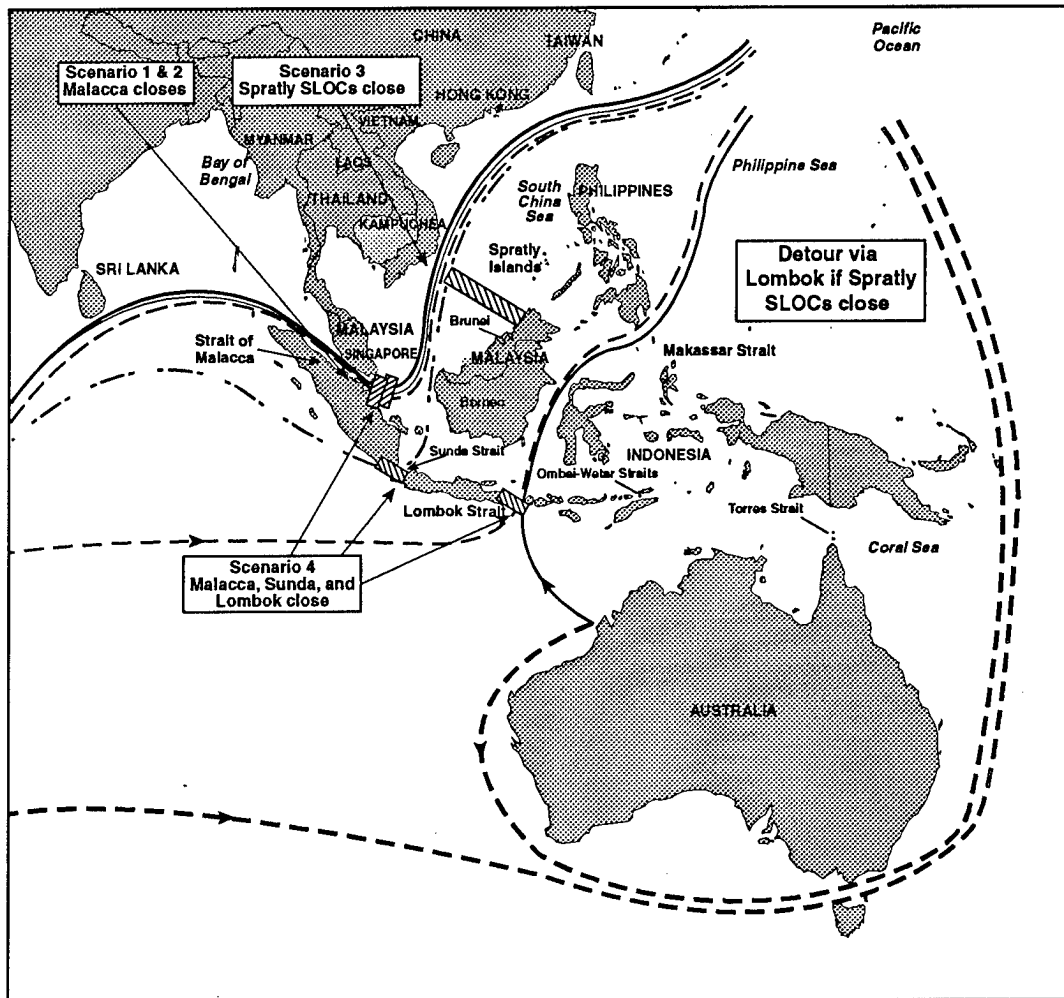 CHINA
TAIWAN
Pacific
Ocean
Scenario 1 & 2
Malacca closes
Scenario 3
Spratly SLOCs close
HONG KONG
VIETNAM
MYANMAR
LAOS
Bay of
Bengal
THAILAND
KAMPUCHEA
South
China
Sea
PHILIPPINES
Philippine Sea
Spratly
Islands
Detour via
Lombok if Spratly
SLOCs close
SRI LANKA
Strait of
Malacca
MALAYSIA
SINGAPORE
Brunei
MALAYSIA
Borneo
Makassar Strait
Sunda Strait
INDONESIA
Ombai-Wetar Straits
Lombok Strait
Torres Strait
Coral Sea
Scenario 4
Malacca, Sunda, and
Lombok close
AUSTRALIA